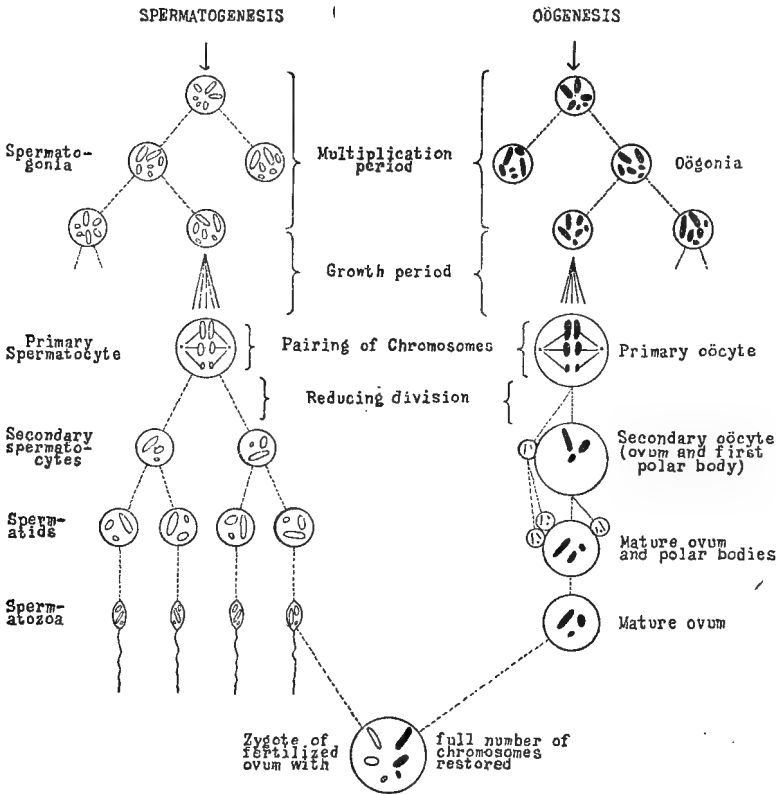 SPERMATOGENESIS
OÖGENESIS
Spermato-
gonia
Multiplication
period
Oögonia
Growth period
Primary
Spermatocyte
Pairing of Chromosomes
Primary oöcyte
Reducing division
Secondary
spermato-
cytes
Secondary oöcyte
(ovum and first
polar body)
Sperm-
atids
Mature ovum
and polar bodies
Sperm-
atozoa
Mature ovum
Zygote of
fertilized
ovum with
full number of
chromosomes
restored